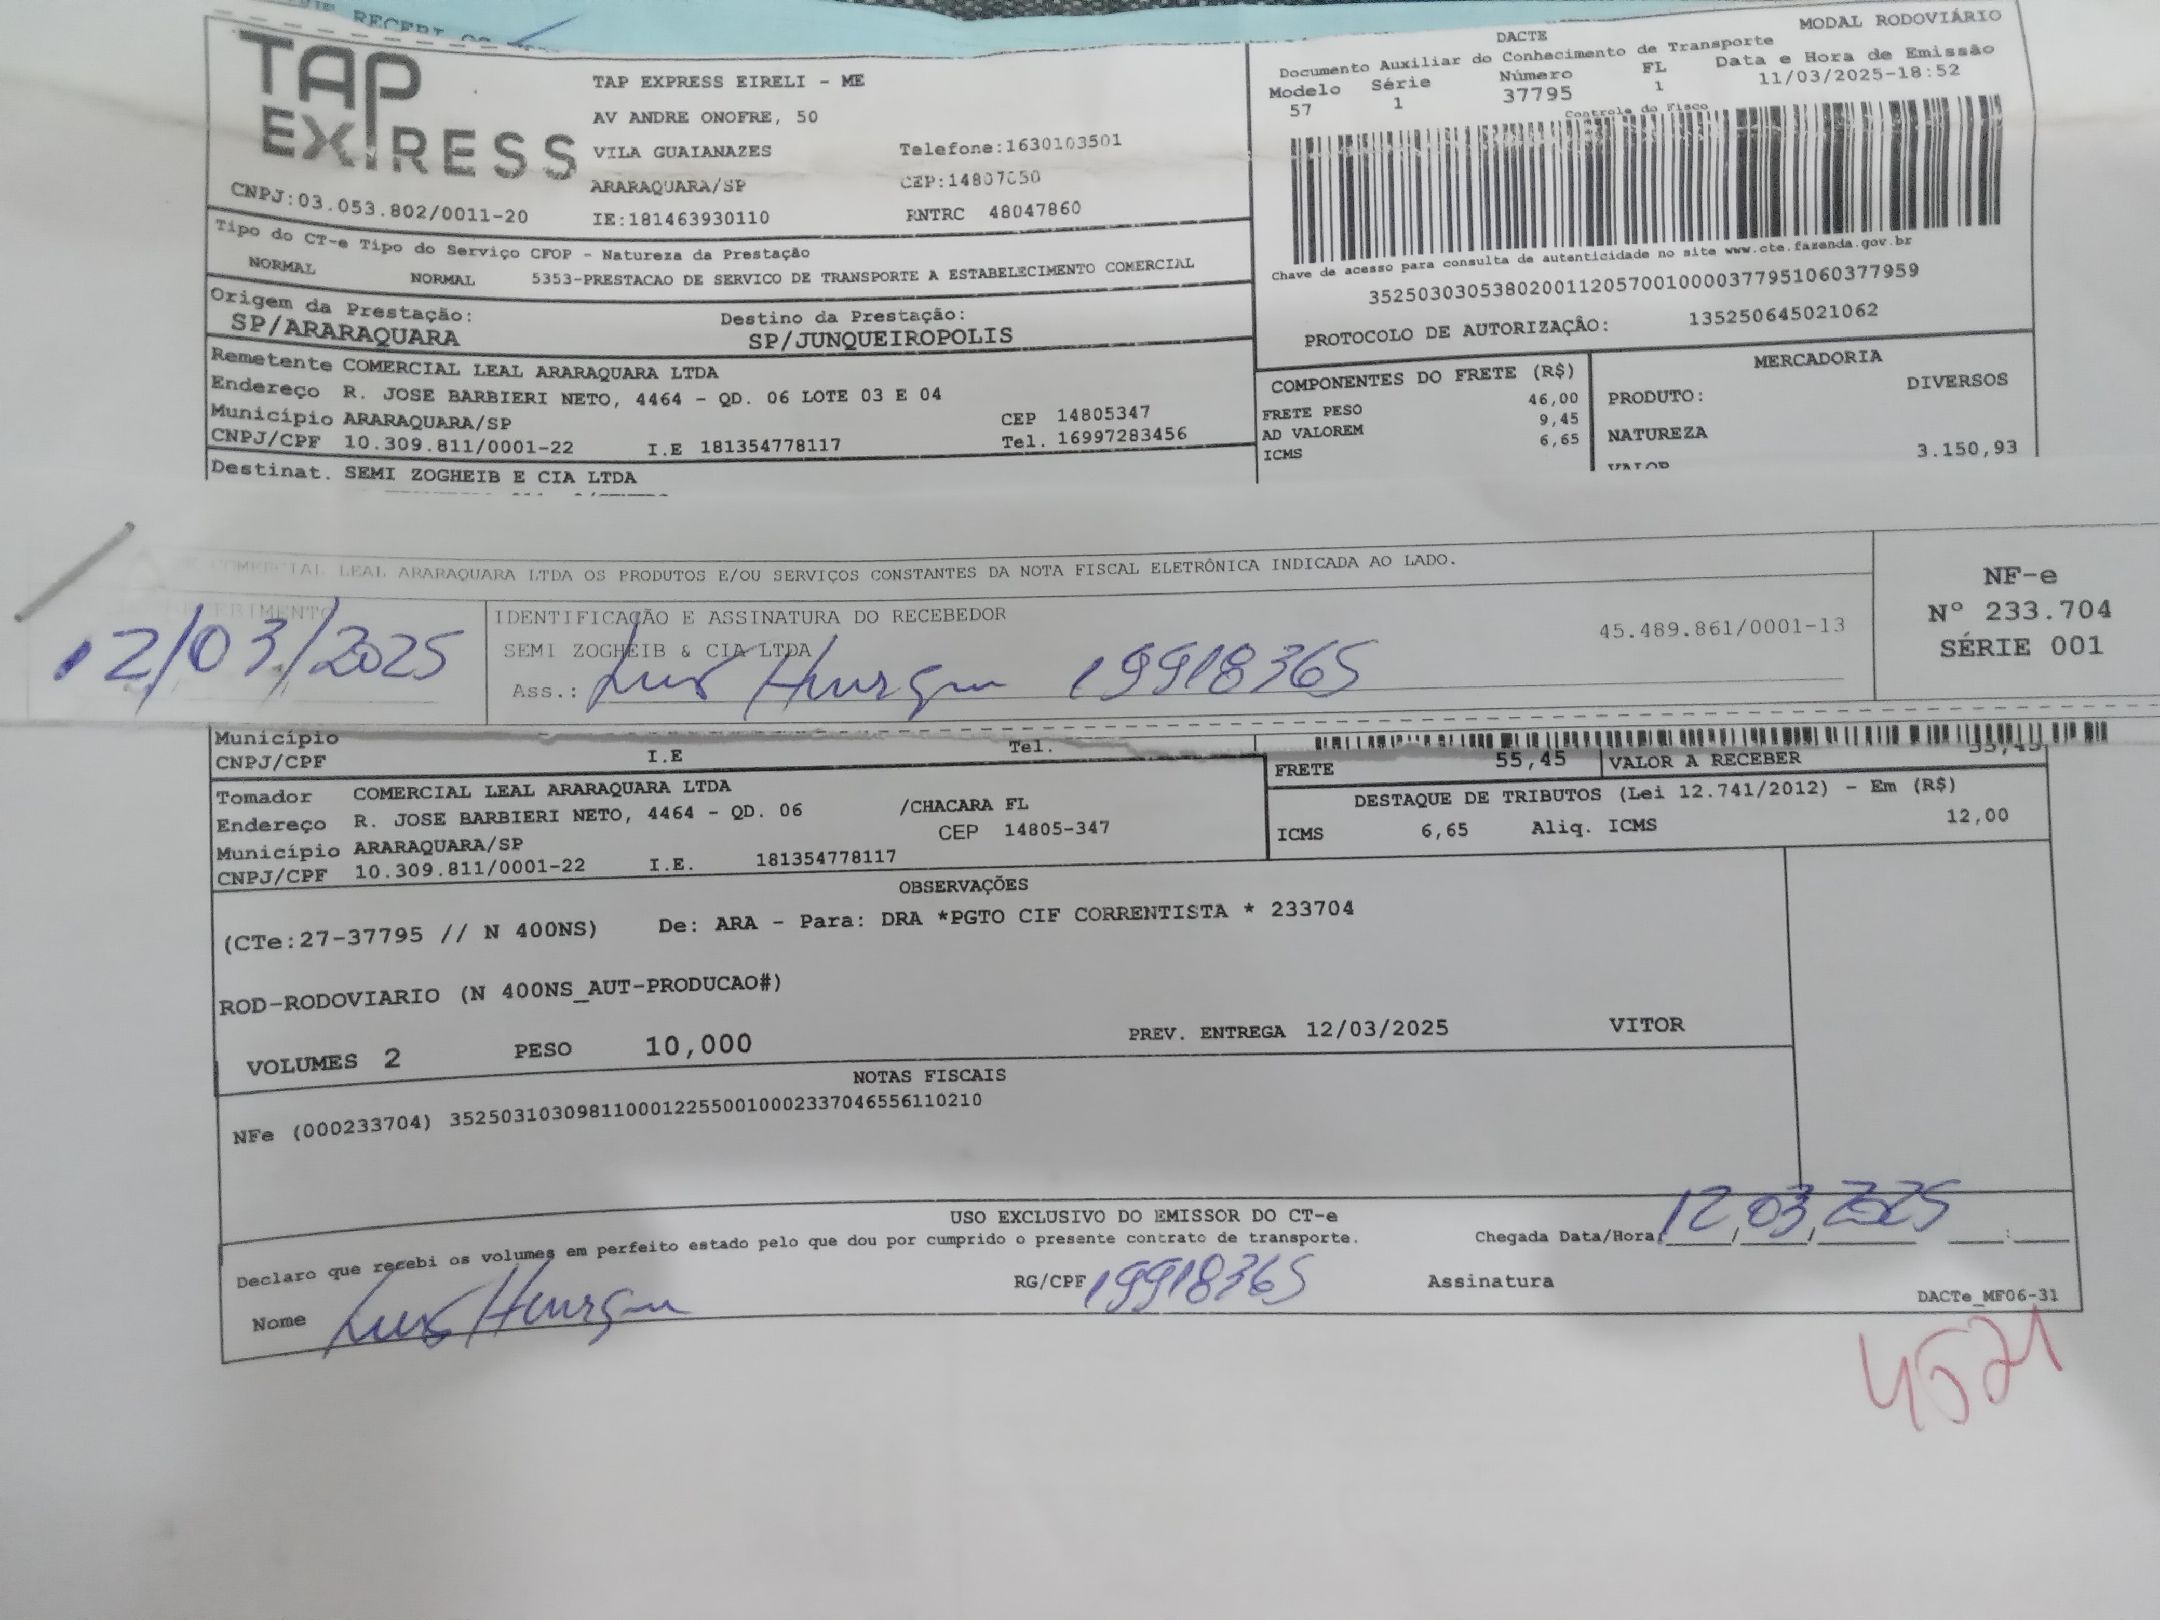 RECEBI
TAP
EXPRESS
TAP EXPRESS EIRELI - ME
AV ANDRE ONOFRE, 50
VILA GUAIANAZES Telefone:1630103501
ARARAQUARA/SP CEP:14807050
CNPJ:03.053.802/0011-20 IE:181463930110 RNTRC 48047860
DACTE MODAL RODOVIÁRIO
Documento Auxiliar do Conhecimento de Transporte
Modelo Série Número FL Data e Hora de Emissão
57 1 37795 1 11/03/2025-18:52
Controle do Fisco
Chave de acesso para consulta de autenticidade no site www.cte.fazenda.gov.br
35250303053802001120570010000377951060377959
PROTOCOLO DE AUTORIZAÇÃO: 135250645021062
Tipo do CT-e Tipo do Serviço CFOP - Natureza da Prestação
NORMAL NORMAL 5353-PRESTACAO DE SERVICO DE TRANSPORTE A ESTABELECIMENTO COMERCIAL
Origem da Prestação: Destino da Prestação:
SP/ARARAQUARA SP/JUNQUEIROPOLIS
Remetente COMERCIAL LEAL ARARAQUARA LTDA
Endereço R. JOSE BARBIERI NETO, 4464 - QD. 06 LOTE 03 E 04
Município ARARAQUARA/SP CEP 14805347
CNPJ/CPF 10.309.811/0001-22 I.E 181354778117 Tel. 16997283456
Destinat. SEMI ZOGHEIB E CIA LTDA
COMPONENTES DO FRETE (R$)
FRETE PESO 46,00
AD VALOREM 9,45
ICMS 6,65
MERCADORIA
PRODUTO: DIVERSOS
NATUREZA
VALOR 3.150,93
COMERCIAL LEAL ARARAQUARA LTDA OS PRODUTOS E/OU SERVIÇOS CONSTANTES DA NOTA FISCAL ELETRÔNICA INDICADA AO LADO.
12/03/2025
IDENTIFICAÇÃO E ASSINATURA DO RECEBEDOR
SEMI ZOGHEIB & CIA LTDA 45.489.861/0001-13
Ass.: Luis Henrique 19918365
NF-e
Nº 233.704
SÉRIE 001
Município
CNPJ/CPF I.E Tel.
FRETE 55,45 VALOR A RECEBER 55,45
Tomador COMERCIAL LEAL ARARAQUARA LTDA
Endereço R. JOSE BARBIERI NETO, 4464 - QD. 06 /CHACARA FL
Município ARARAQUARA/SP CEP 14805-347
CNPJ/CPF 10.309.811/0001-22 I.E. 181354778117
DESTAQUE DE TRIBUTOS (Lei 12.741/2012) - Em (R$)
ICMS 6,65 Aliq. ICMS 12,00
OBSERVAÇÕES
(CTe:27-37795 // N 400NS) De: ARA - Para: DRA *PGTO CIF CORRENTISTA * 233704
ROD-RODOVIARIO (N 400NS_AUT-PRODUCAO#)
VOLUMES 2 PESO 10,000 PREV. ENTREGA 12/03/2025 VITOR
NOTAS FISCAIS
NFe (000233704) 35250310309811000122550010002337046556110210
USO EXCLUSIVO DO EMISSOR DO CT-e
Declaro que recebi os volumes em perfeito estado pelo que dou por cumprido o presente contrato de transporte. Chegada Data/Hora: 12/03/2025
Nome Luis Henrique RG/CPF 19918365 Assinatura
DACTe_MF06-31
4521